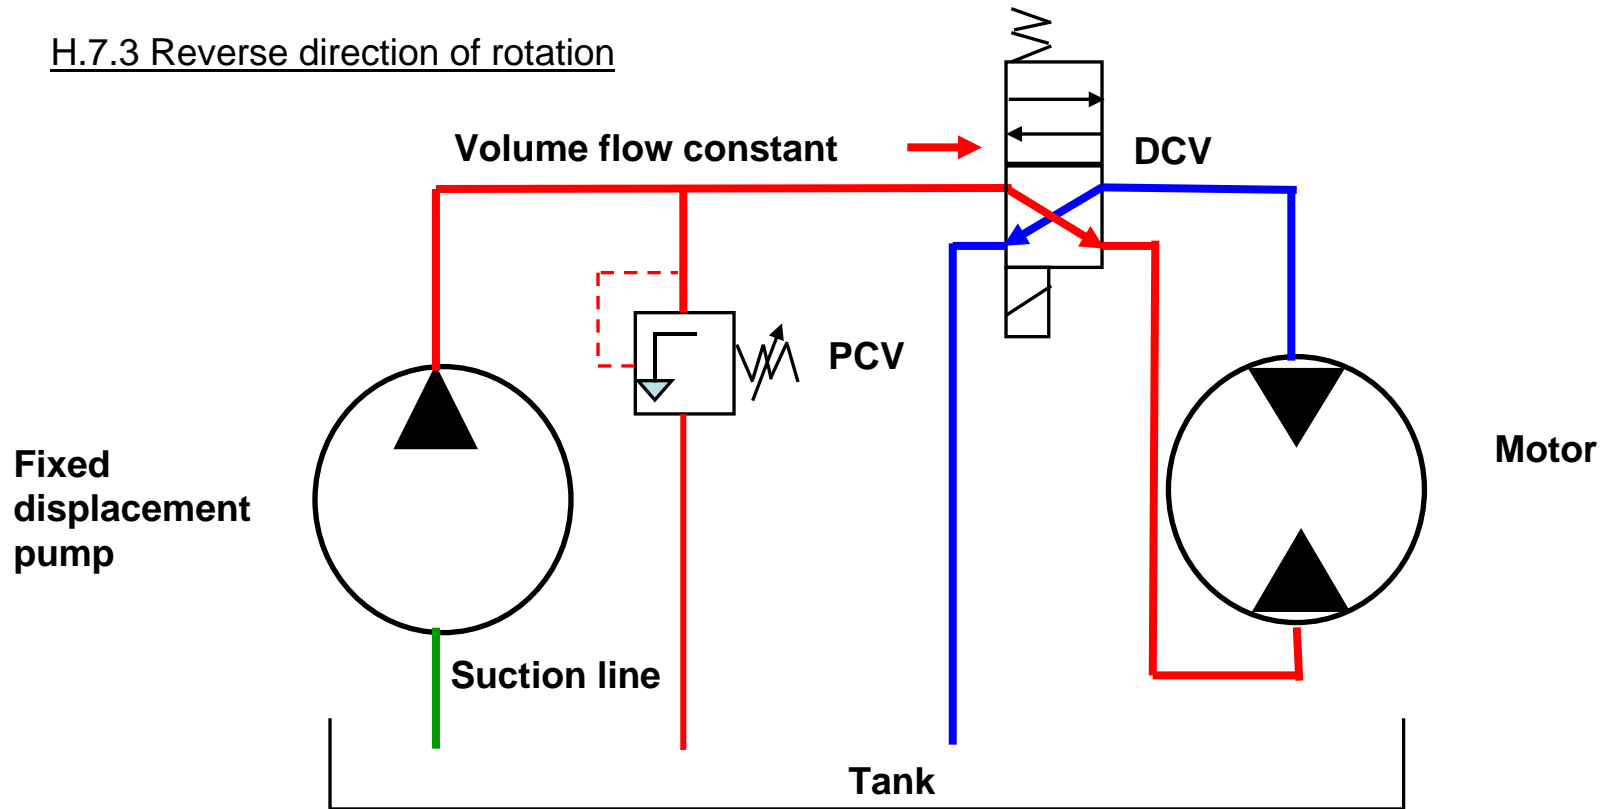 H.7.3 Reverse direction of rotation
Volume flow constant
DCV
PCV
Fixed
displacement
pump
Motor
Suction line
Tank